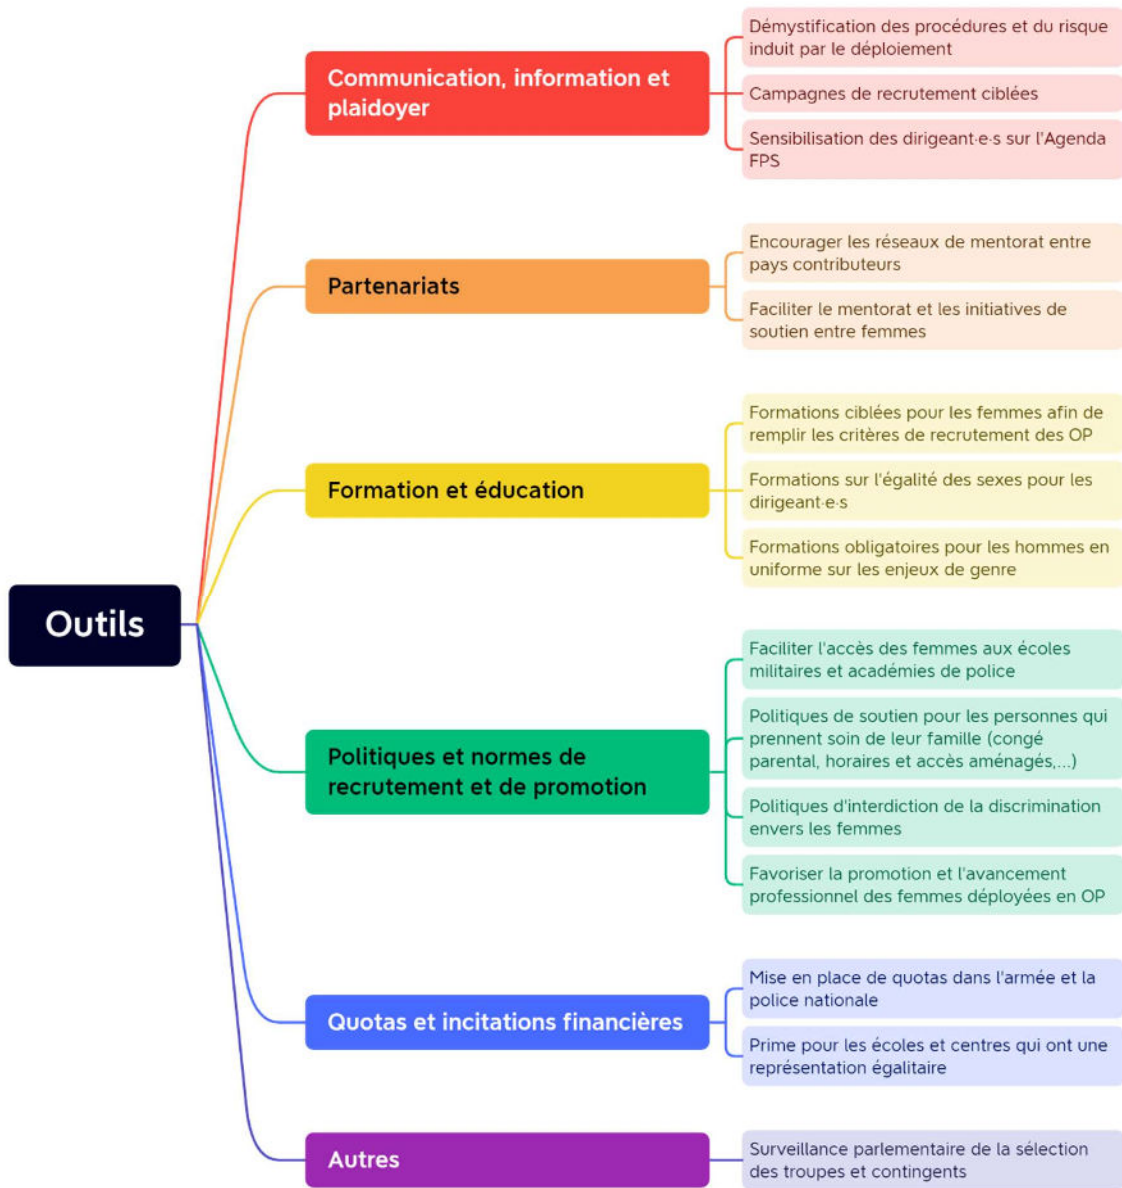 Outils
Communication, information et
plaidoyer
Démystification des procédures et du risque
induit par le déploiement
Campagnes de recrutement ciblées
Sensibilisation des dirigeant·e·s sur l'Agenda
FPS
Partenariats
Encourager les réseaux de mentorat entre
pays contributeurs
Faciliter le mentorat et les initiatives de
soutien entre femmes
Formation et éducation
Formations ciblées pour les femmes afin de
remplir les critères de recrutement des OP
Formations sur l'égalité des sexes pour les
dirigeant·e·s
Formations obligatoires pour les hommes en
uniforme sur les enjeux de genre
Politiques et normes de
recrutement et de promotion
Faciliter l'accès des femmes aux écoles
militaires et académies de police
Politiques de soutien pour les personnes qui
prennent soin de leur famille (congé
parental, horaires et accès aménagés,...)
Politiques d'interdiction de la discrimination
envers les femmes
Favoriser la promotion et l'avancement
professionnel des femmes déployées en OP
Quotas et incitations financières
Mise en place de quotas dans l'armée et la
police nationale
Prime pour les écoles et centres qui ont une
représentation égalitaire
Autres
Surveillance parlementaire de la sélection
des troupes et contingents